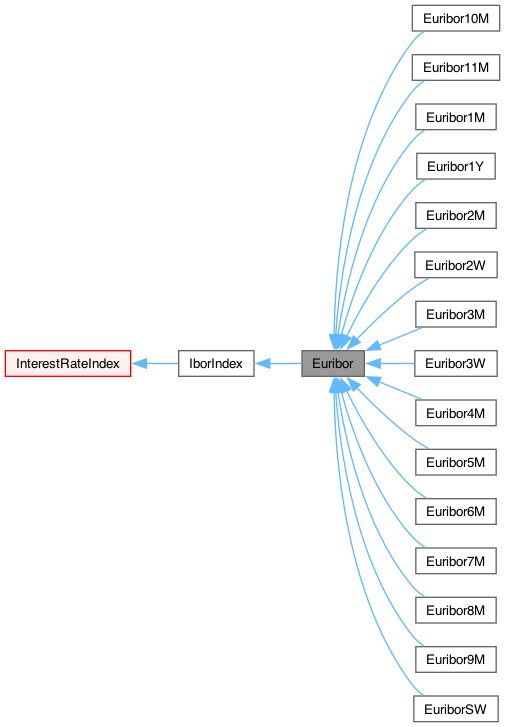 Euribor10M
Euribor11M
Euribor1M
Euribor1Y
Euribor2M
Euribor2W
Euribor3M
InterestRateIndex
IborIndex
Euribor
Euribor3W
Euribor4M
Euribor5M
Euribor6M
Euribor7M
Euribor8M
Euribor9M
EuriborSW